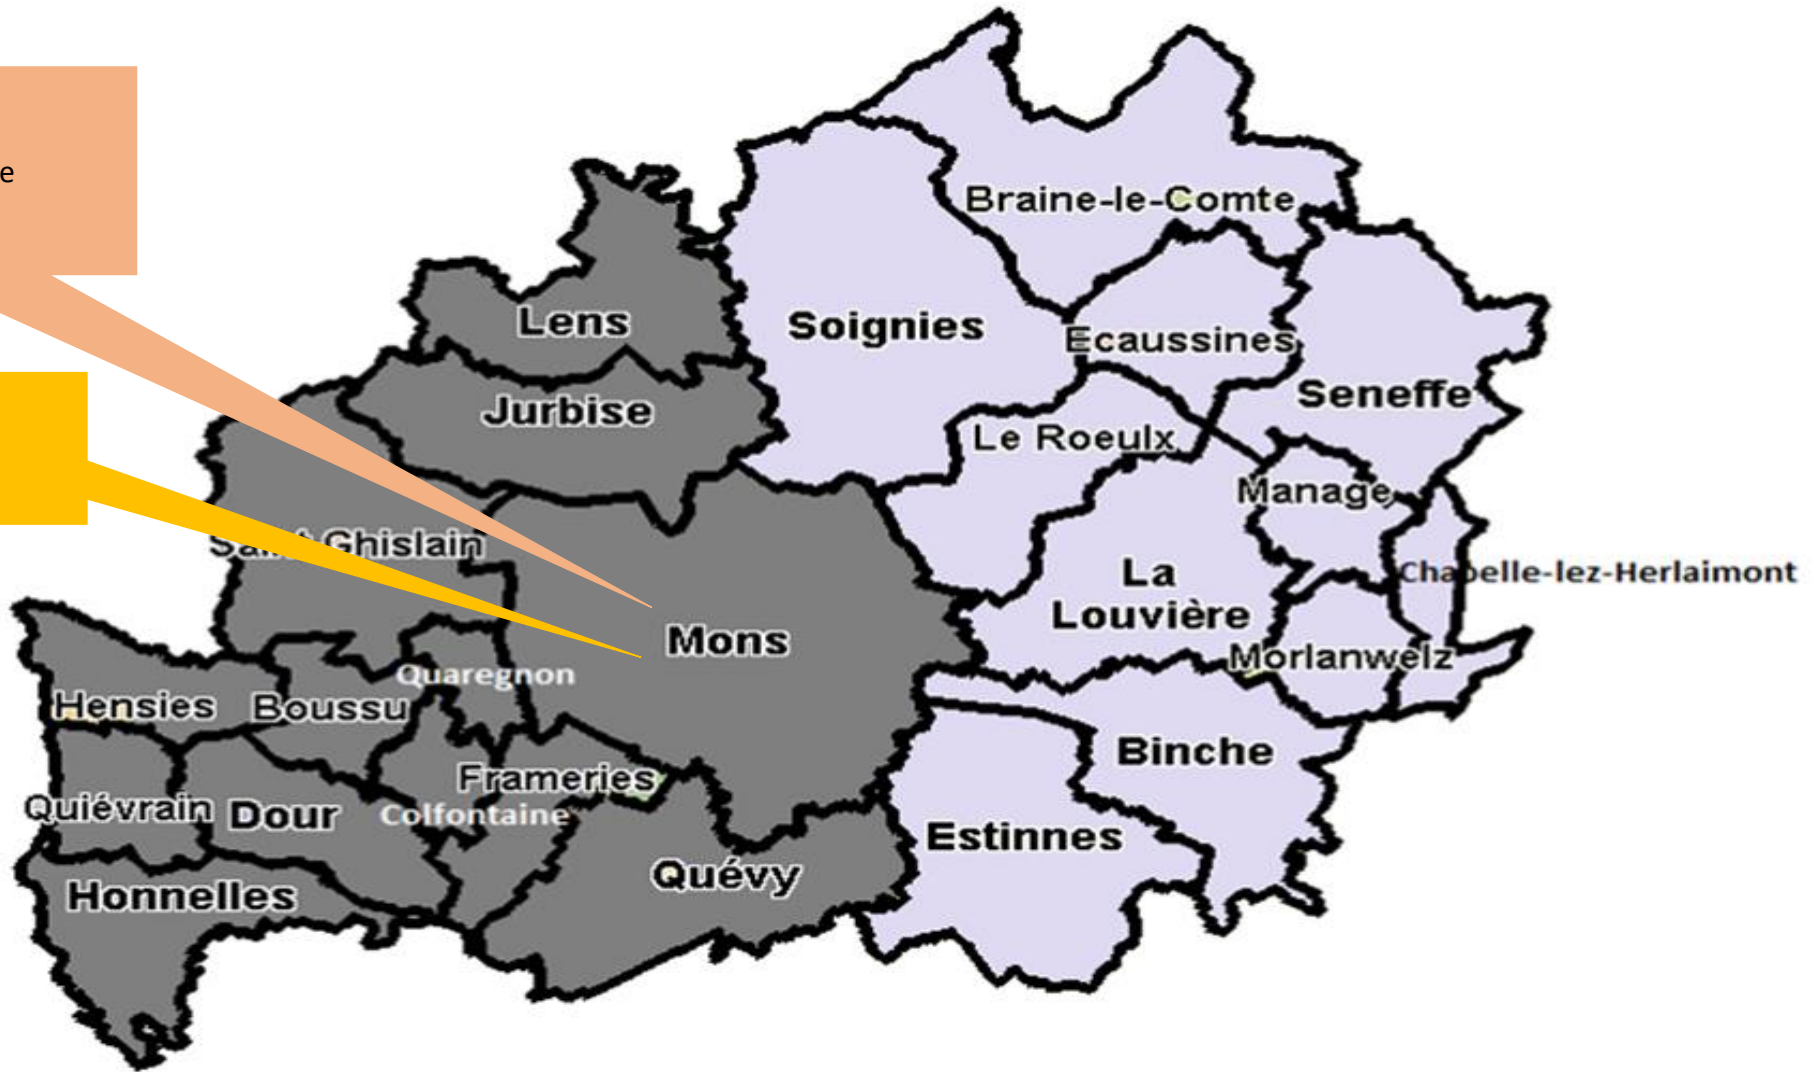 e
Braine-le-Comte
Lens
Soignies
Ecaussines
Seneffe
Jurbise
Le Roeulx
Manage
Saint Ghislain
La
Louvière
Chapelle-lez-Herlaimont
Mons
Morlanwelz
Quaregnon
Hensies
Boussu
Binche
Frameries
Quiévrain
Dour
Colfontaine
Estinnes
Quévy
Honnelles